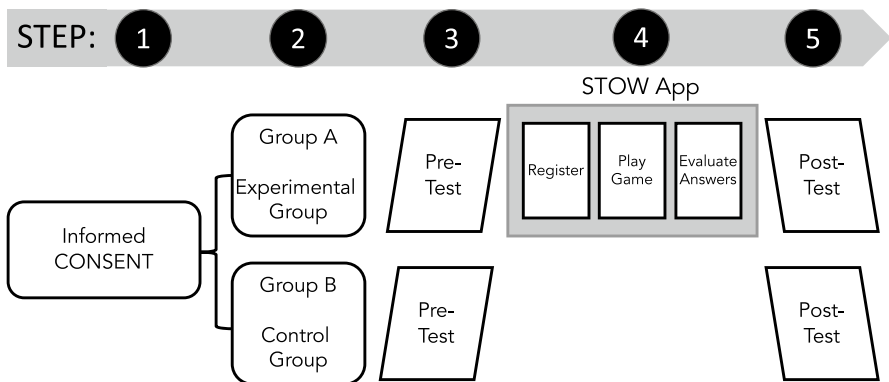 STEP: 1 2 3 4 5
STOW App
Informed
CONSENT
Group A
Experimental
Group
Pre-
Test
Register
Play
Game
Evaluate
Answers
Post-
Test
Group B
Control
Group
Pre-
Test
Post-
Test